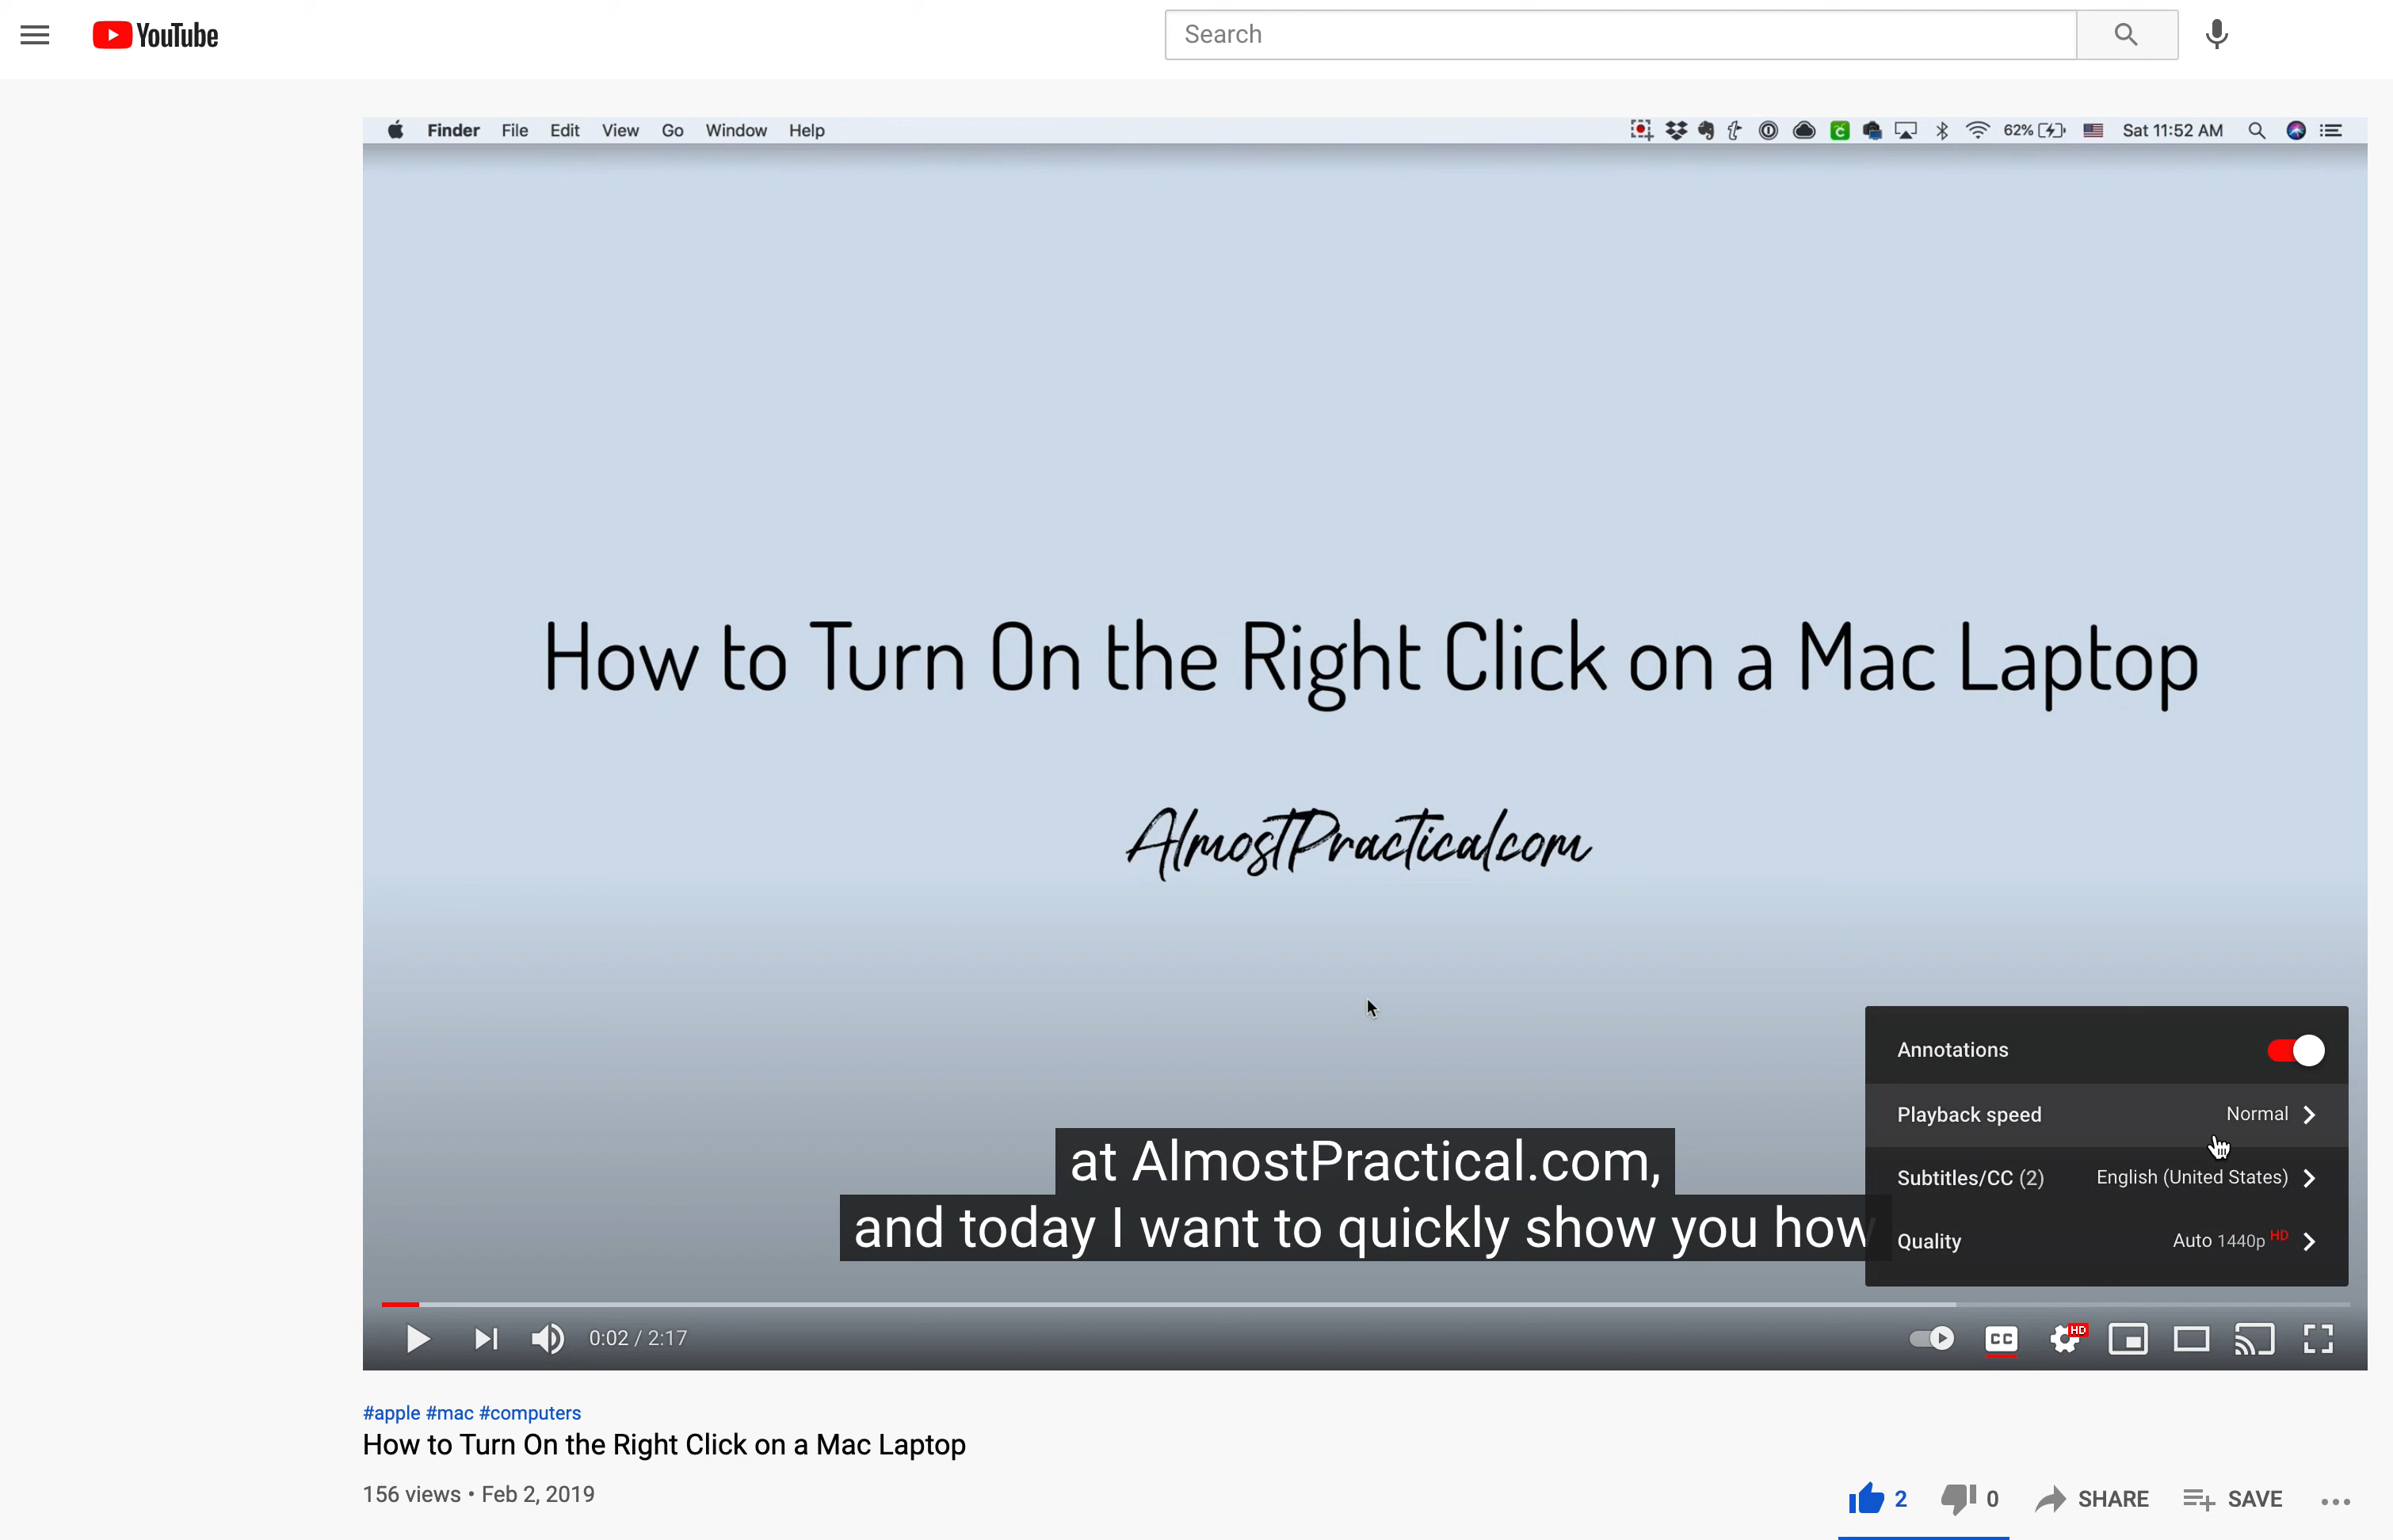 YouTube
Search
Finder File Edit View Go Window Help 62% Sat 11:52 AM
How to Turn On the Right Click on a Mac Laptop
AlmostPractical.com
Annotations
Playback speed Normal
Subtitles/CC (2) English (United States)
Quality Auto 1440p HD
at AlmostPractical.com,
and today I want to quickly show you how
0:02 / 2:17
CC HD
#apple #mac #computers
How to Turn On the Right Click on a Mac Laptop
156 views • Feb 2, 2019
2 0 SHARE SAVE